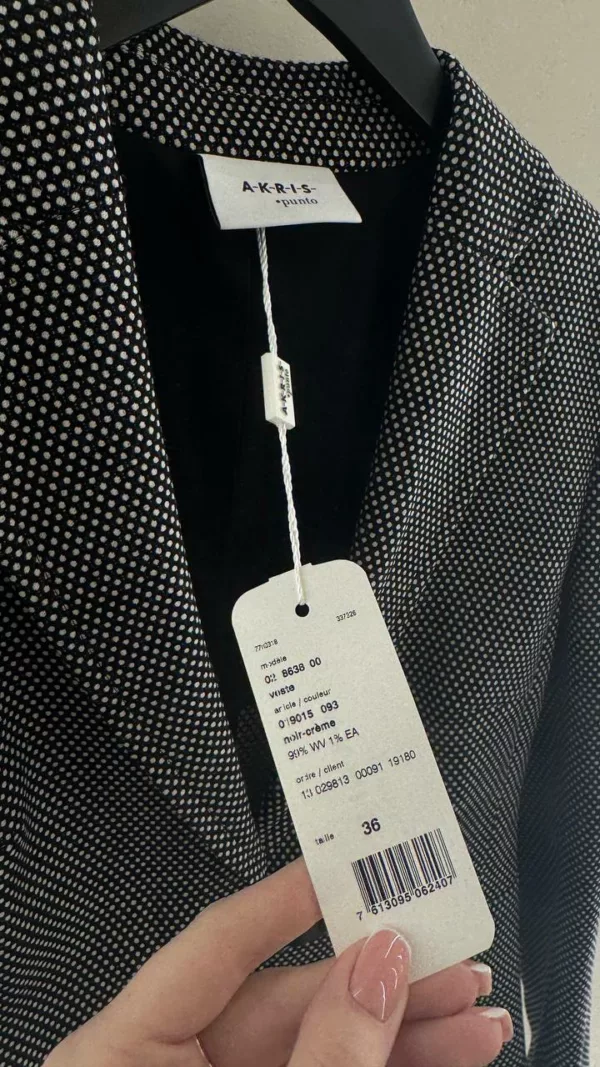 A-K-R-I-S-
•punto
A-K-R-I-S-
•punto
337326
modèle
02 8638 00
veste
article / couleur
019015 093
noir-crème
99% WV 1% EA
ordre / client
13 029813 00091 19180
taille 36
7 613095 062407